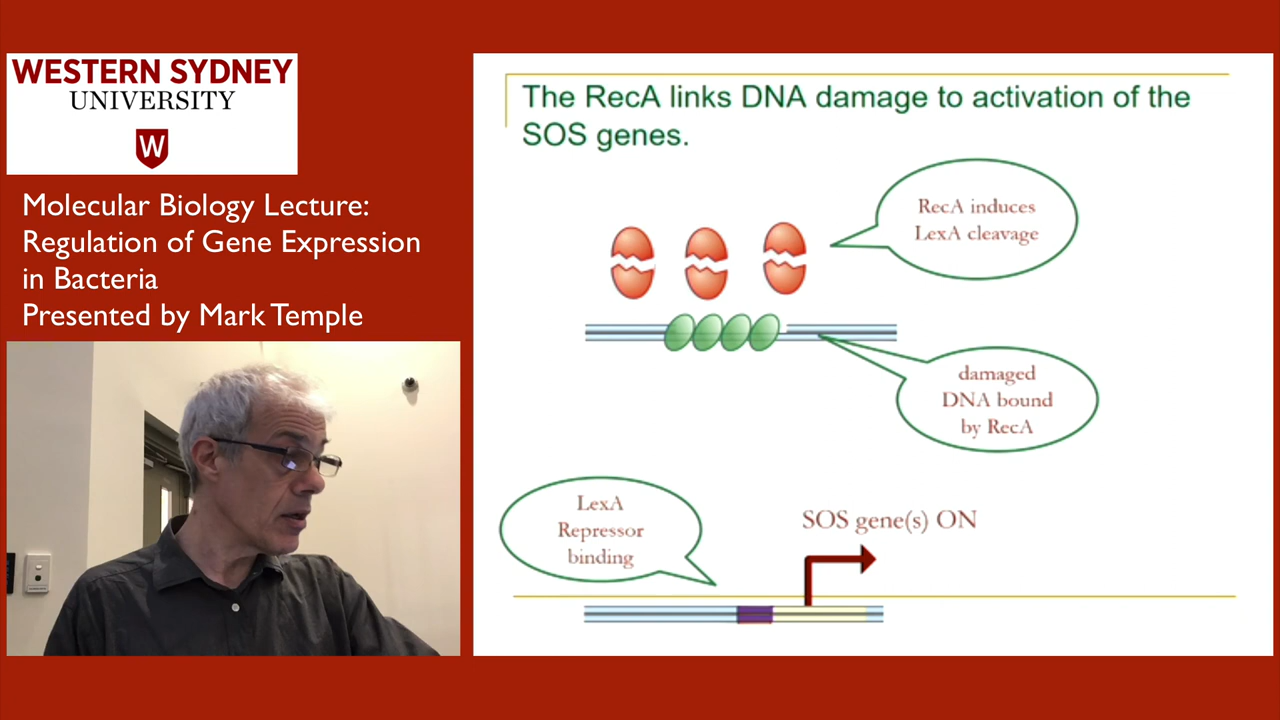 WESTERN SYDNEY
UNIVERSITY
W
Molecular Biology Lecture:
Regulation of Gene Expression
in Bacteria
Presented by Mark Temple
The RecA links DNA damage to activation of the
SOS genes.
RecA induces
LexA cleavage
damaged
DNA bound
by RecA
LexA
Repressor
binding
SOS gene(s) ON